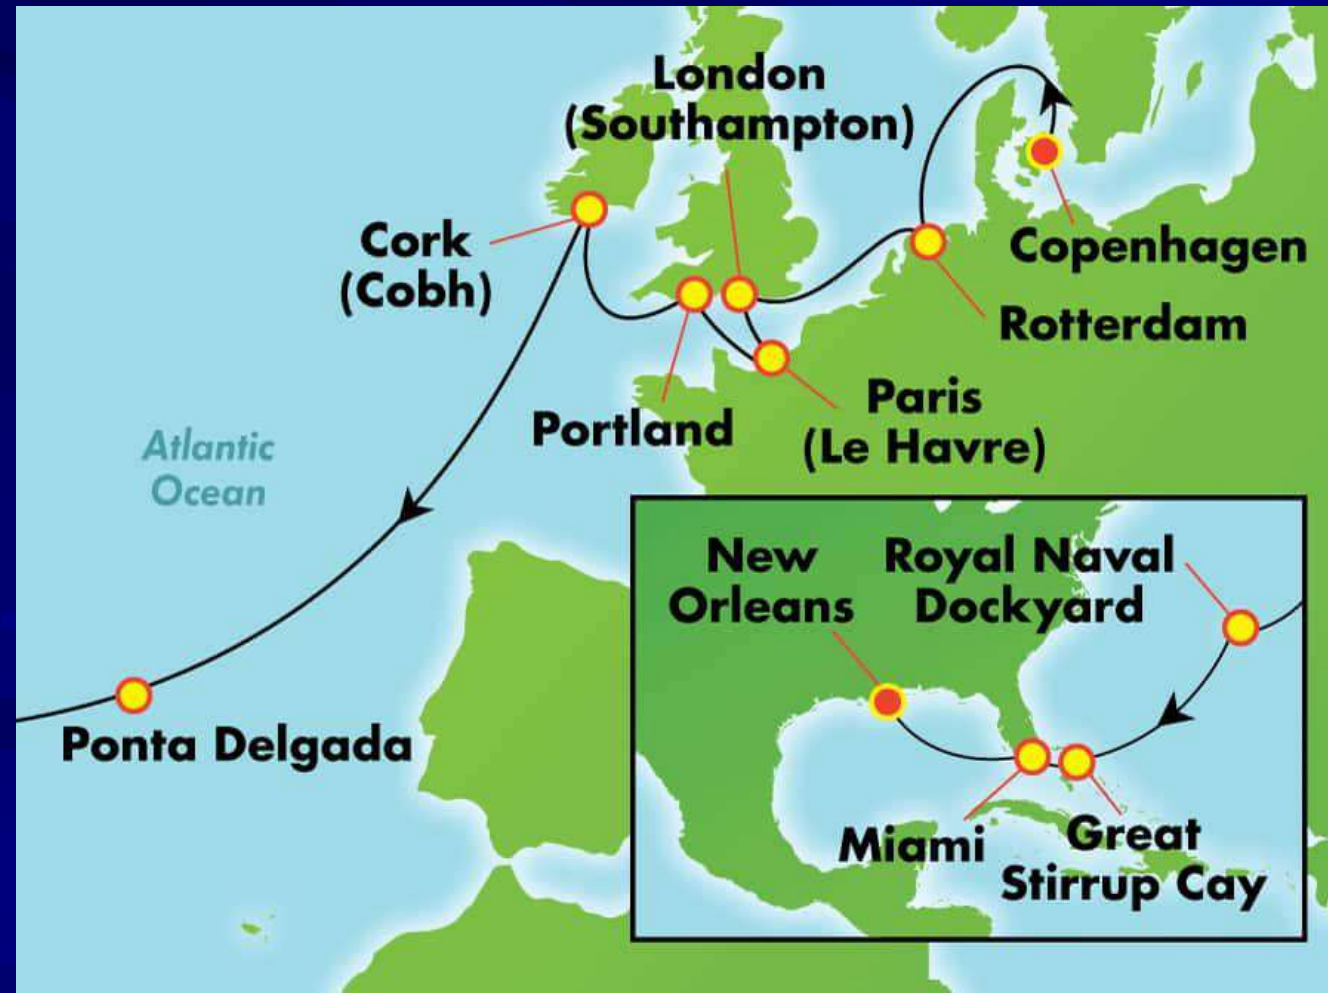 London
(Southampton)
Cork
(Cobh)
Copenhagen
Rotterdam
Paris
(Le Havre)
Portland
Atlantic
Ocean
Ponta Delgada
New
Orleans
Royal Naval
Dockyard
Miami
Great
Stirrup Cay